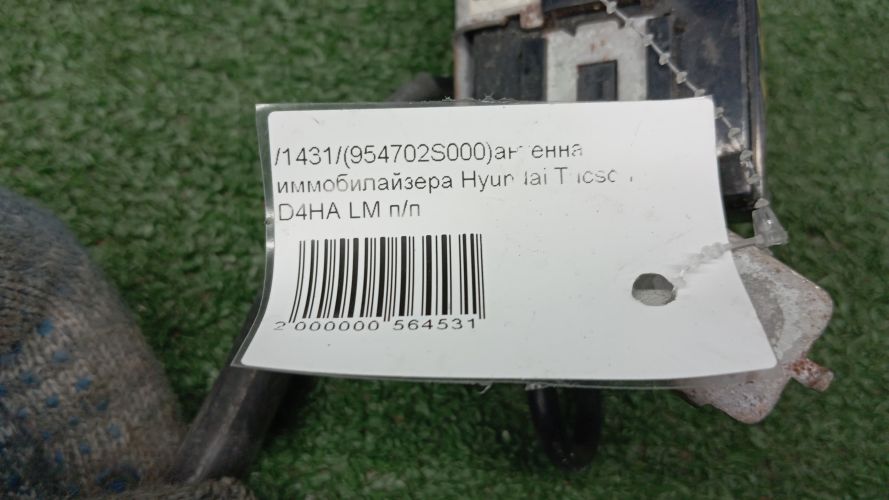 /1431/(954702S000)антенна
иммобилайзера Hyundai Tucson
D4HA LM п/п
2 000000 564531